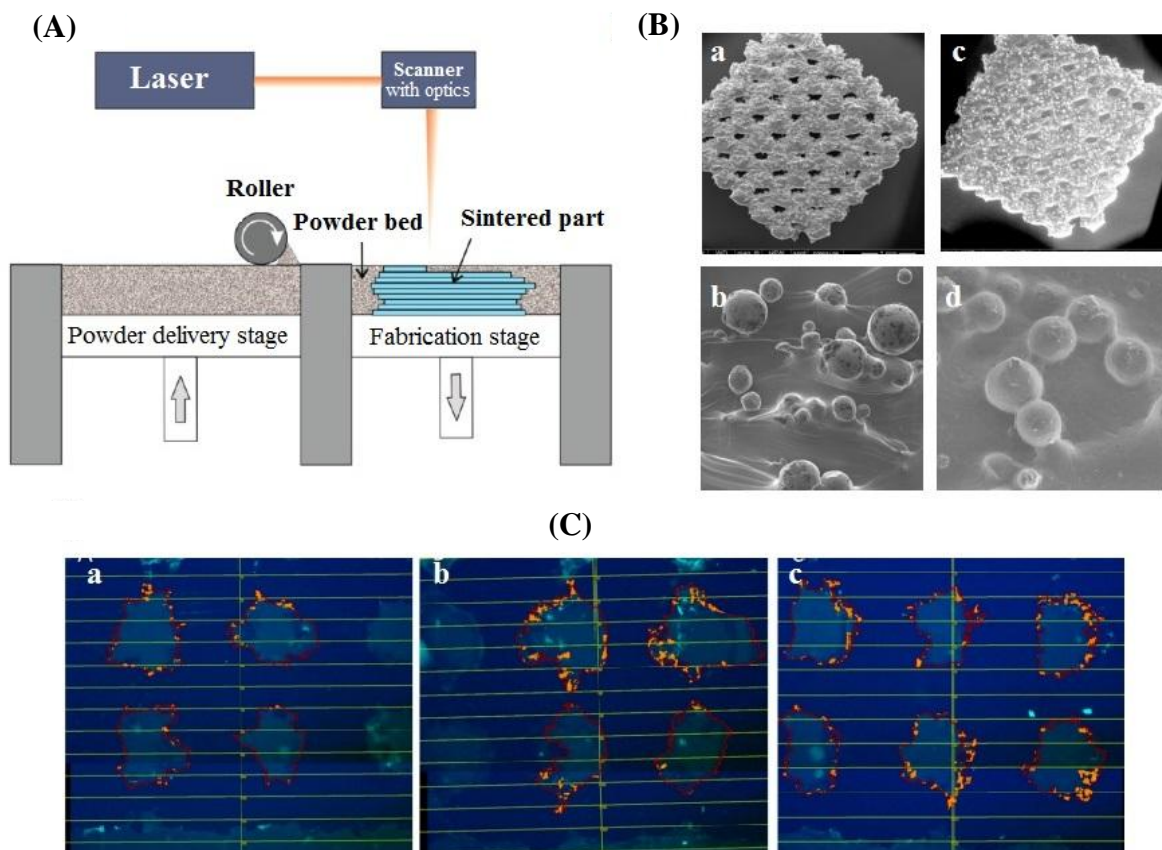 (A)
Laser
Scanner
with optics
Roller
Powder bed
Sintered part
Powder delivery stage
Fabrication stage
(B)
a
c
b
d
(C)
a
b
c